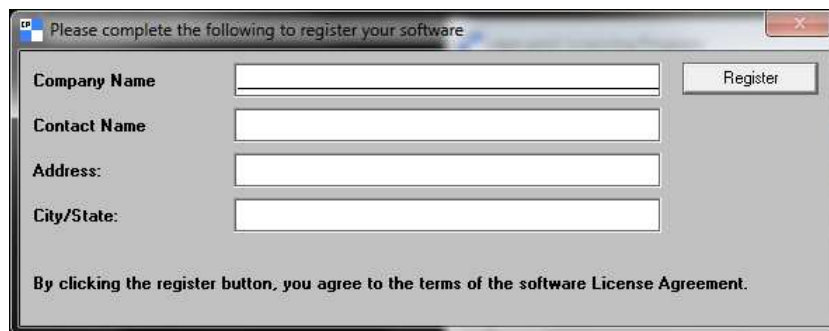 CP
Please complete the following to register your software
Company Name
Register
Contact Name
Address:
City/State:
By clicking the register button, you agree to the terms of the software License Agreement.